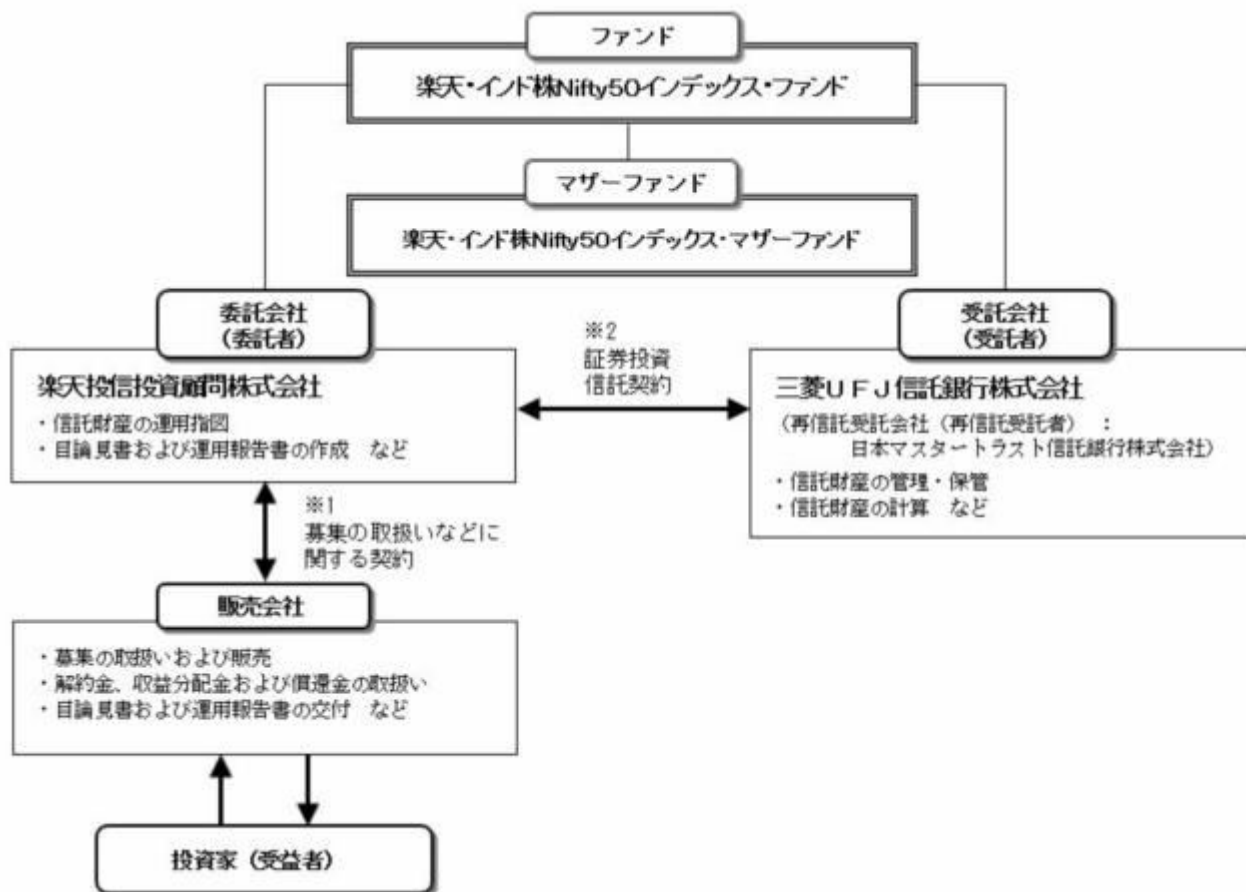 ファンド
楽天・インド株Nifty50インデックス・ファンド
マザーファンド
楽天・インド株Nifty50インデックス・マザーファンド
委託会社
(委託者)
楽天投信投資顧問株式会社
・信託財産の運用指図
・目論見書および運用報告書の作成　など
※2
証券投資
信託契約
受託会社
(受託者)
三菱UFJ信託銀行株式会社
(再信託受託会社(再信託受託者)　:
日本マスタートラスト信託銀行株式会社)
・信託財産の管理・保管
・信託財産の計算　など
※1
募集の取扱いなどに
関する契約
販売会社
・募集の取扱いおよび販売
・解約金、収益分配金および償還金の取扱い
・目論見書および運用報告書の交付　など
投資家(受益者)